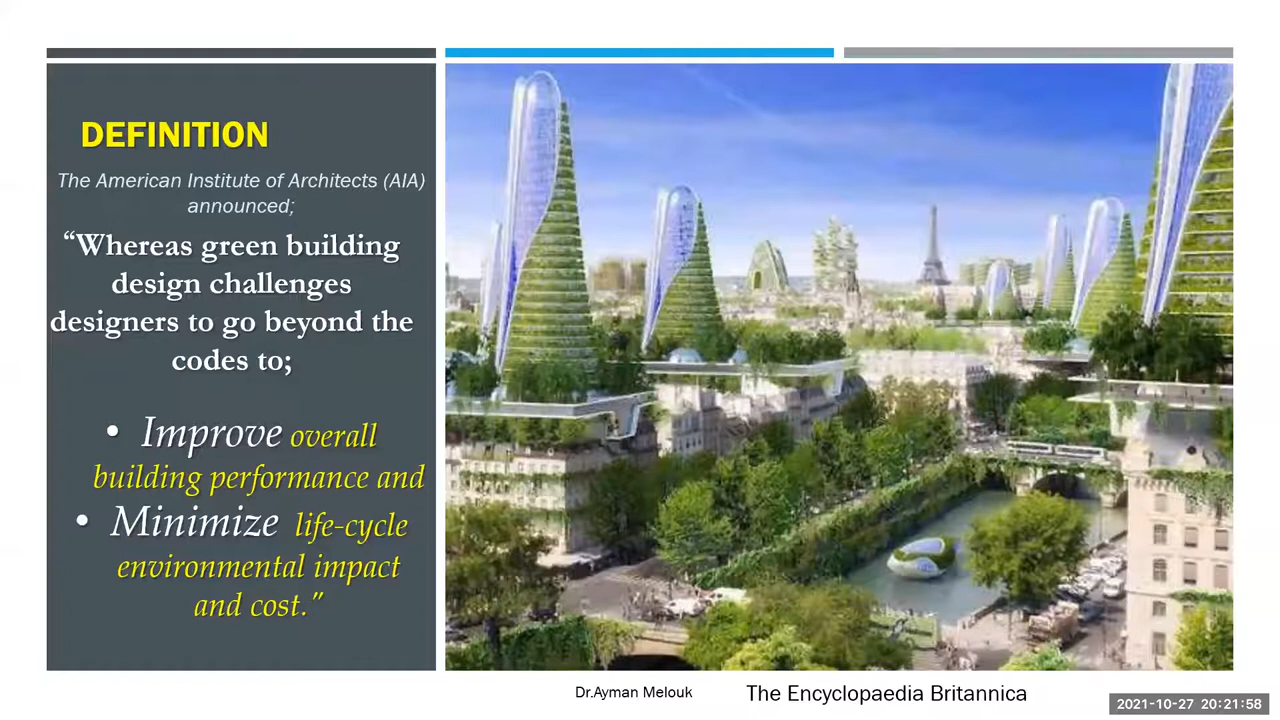 DEFINITION
The American Institute of Architects (AIA)
announced;
“Whereas green building
design challenges
designers to go beyond the
codes to;
• Improve overall
building performance and
• Minimize life-cycle
environmental impact
and cost.”
Dr.Ayman Melouk
The Encyclopaedia Britannica
2021-10-27 20:21:58